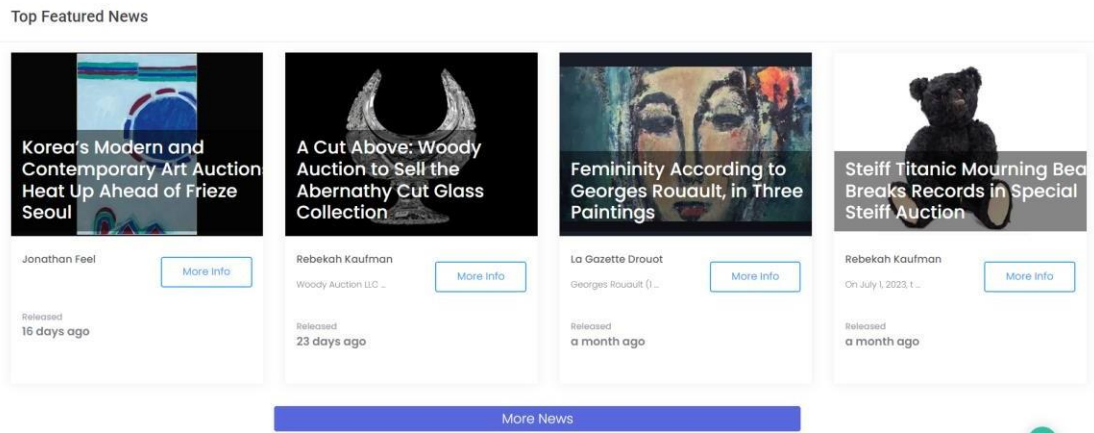 Top Featured News
Korea's Modern and
Contemporary Art Auction
Heat Up Ahead of Frieze
Seoul
Jonathan Feel
More Info
Released
16 days ago
A Cut Above: Woody
Auction to Sell the
Abernathy Cut Glass
Collection
Rebekah Kaufman
Woody Auction LLC ...
More Info
Released
23 days ago
Femininity According to
Georges Rouault, in Three
Paintings
La Gazette Drouot
Georges Rouault (1 ...
More Info
Released
a month ago
Steiff Titanic Mourning Bea
Breaks Records in Special
Steiff Auction
Rebekah Kaufman
On July 1, 2023, t ...
More Info
Released
a month ago
More News